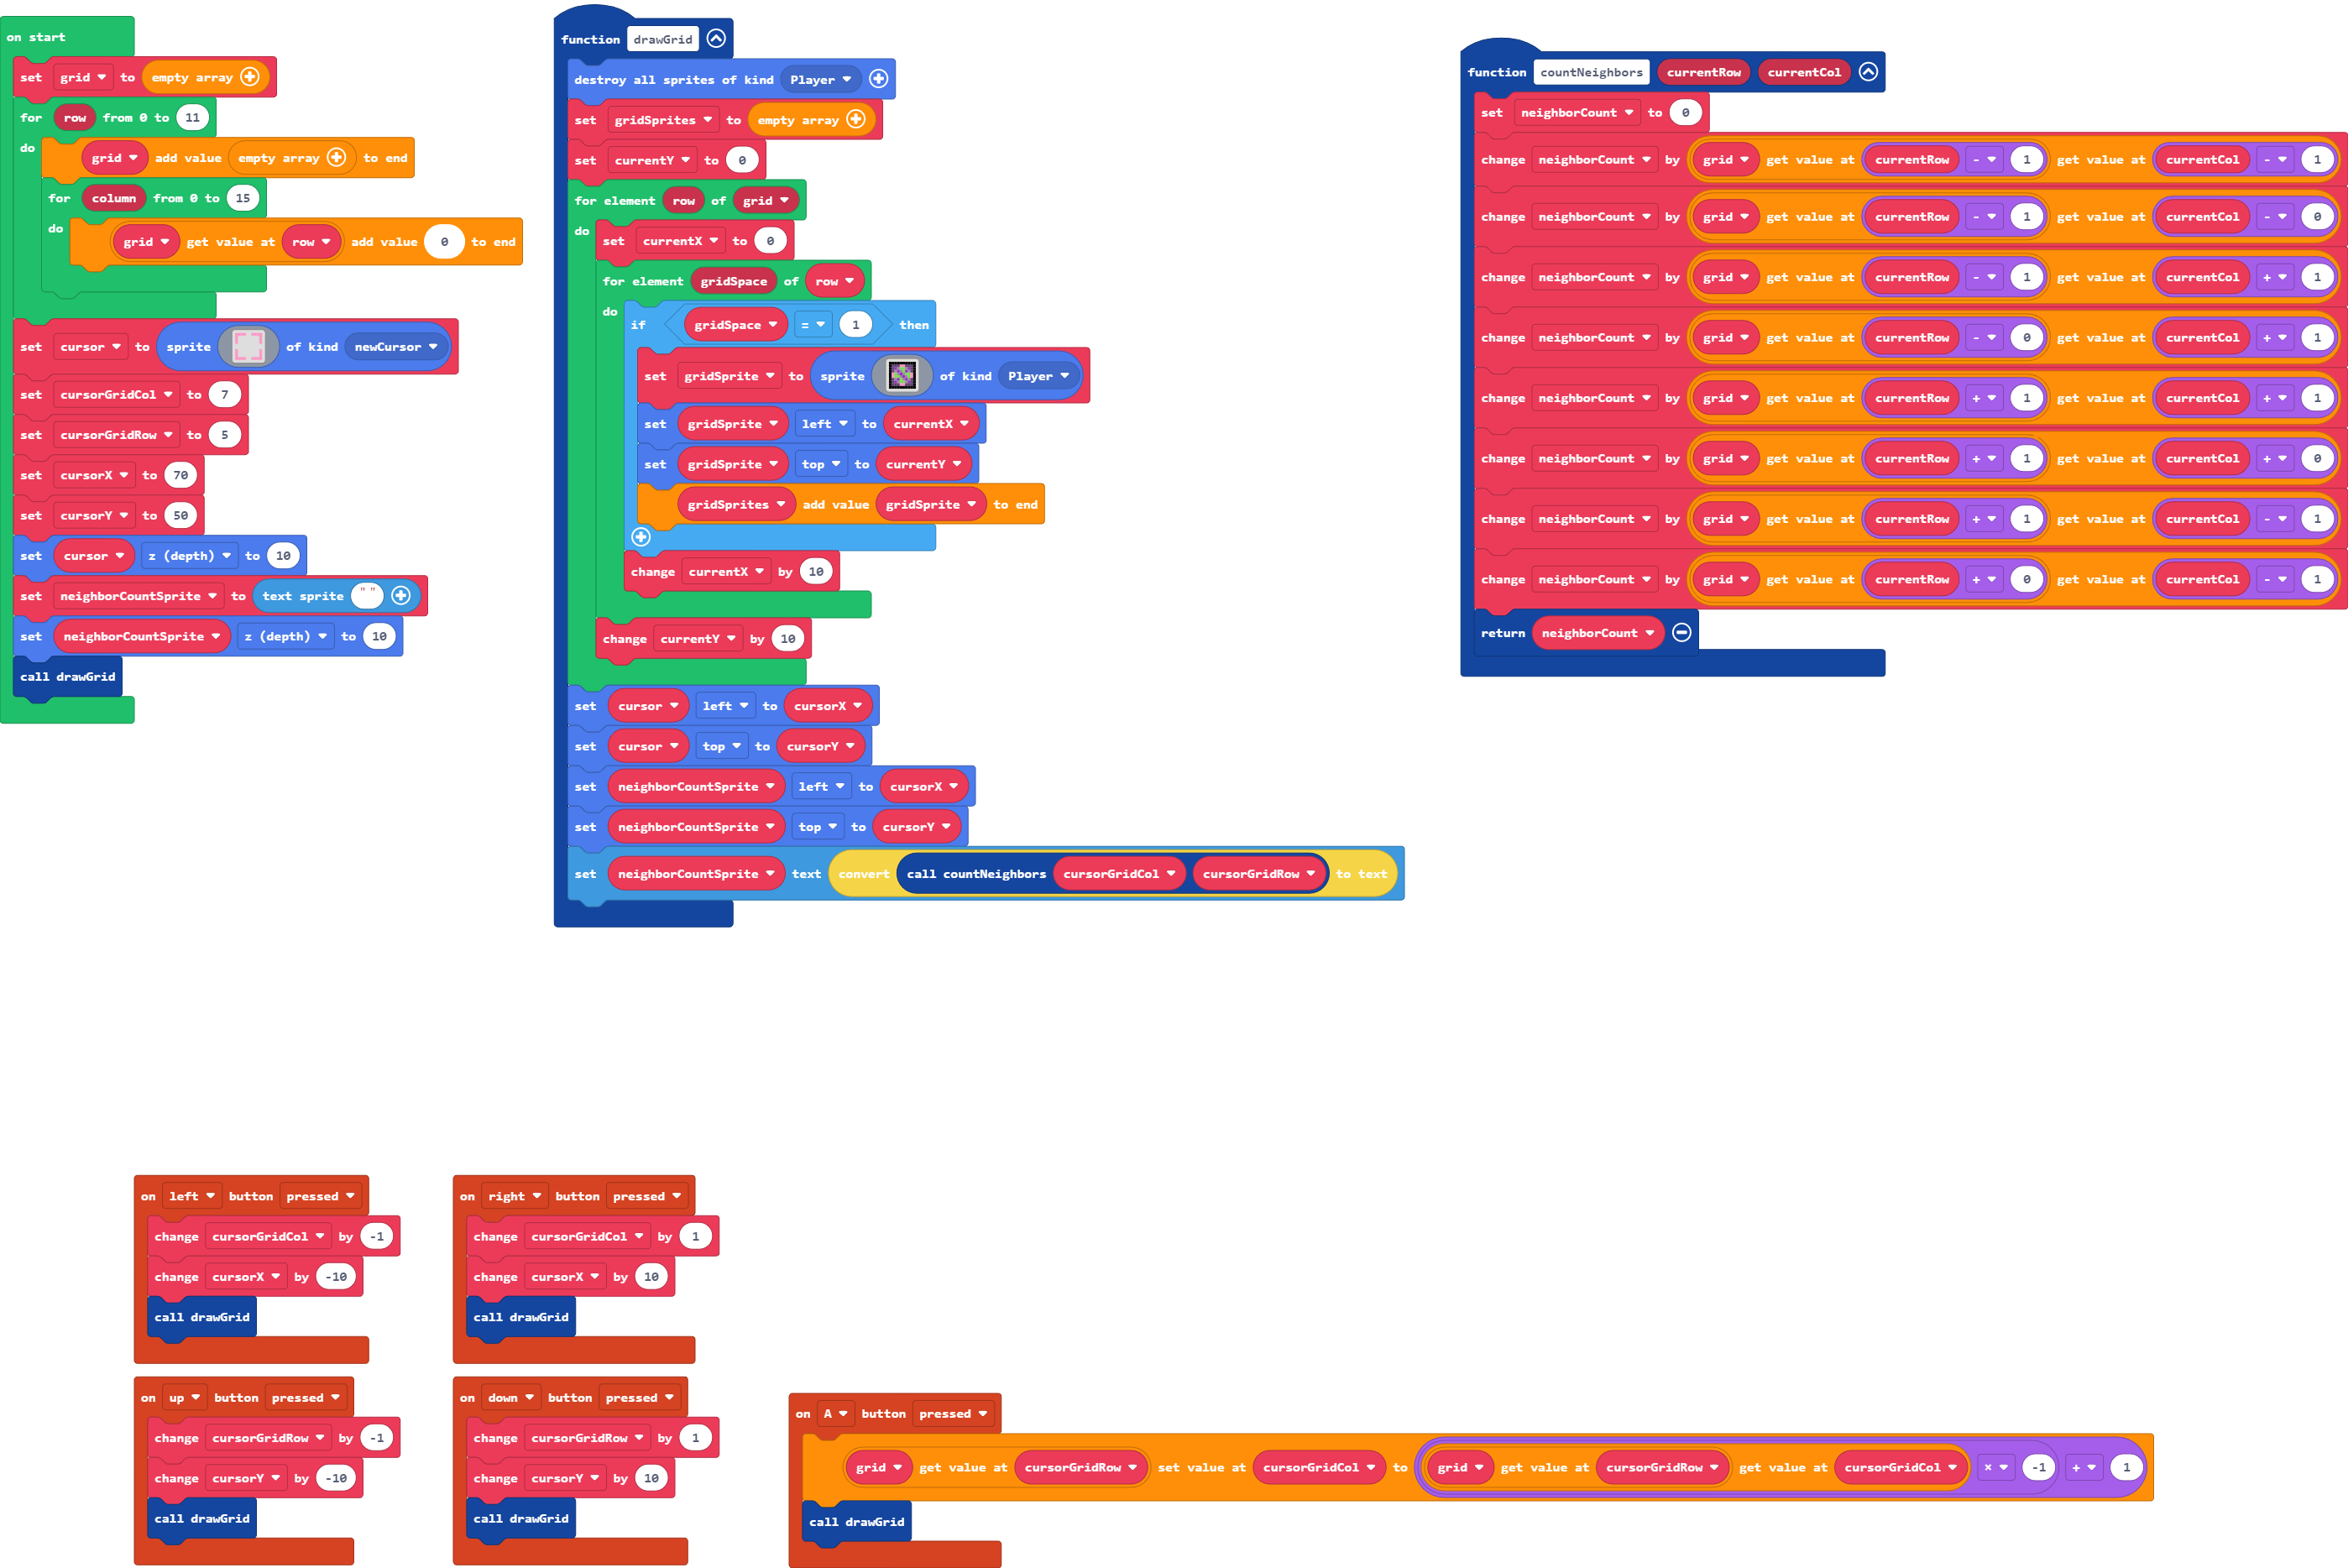 on start
set grid to empty array
for row from 0 to 11
do
grid add value empty array to end
for column from 0 to 15
do
grid get value at row add value 0 to end
set cursor to sprite of kind newCursor
set cursorGridCol to 7
set cursorGridRow to 5
set cursorX to 70
set cursorY to 50
set cursor z (depth) to 10
set neighborCountSprite to text sprite " "
set neighborCountSprite z (depth) to 10
call drawGrid
function drawGrid
destroy all sprites of kind Player
set gridSprites to empty array
set currentY to 0
for element row of grid
do
set currentX to 0
for element gridSpace of row
do
if gridSpace = 1 then
set gridSprite to sprite of kind Player
set gridSprite left to currentX
set gridSprite top to currentY
gridSprites add value gridSprite to end
change currentX by 10
change currentY by 10
set cursor left to cursorX
set cursor top to cursorY
set neighborCountSprite left to cursorX
set neighborCountSprite top to cursorY
set neighborCountSprite text convert call countNeighbors cursorGridCol cursorGridRow to text
function countNeighbors currentRow currentCol
set neighborCount to 0
change neighborCount by grid get value at currentRow - 1 get value at currentCol - 1
change neighborCount by grid get value at currentRow - 1 get value at currentCol - 0
change neighborCount by grid get value at currentRow - 1 get value at currentCol + 1
change neighborCount by grid get value at currentRow - 0 get value at currentCol + 1
change neighborCount by grid get value at currentRow + 1 get value at currentCol + 1
change neighborCount by grid get value at currentRow + 1 get value at currentCol + 0
change neighborCount by grid get value at currentRow + 1 get value at currentCol - 1
change neighborCount by grid get value at currentRow + 0 get value at currentCol - 1
return neighborCount
on left button pressed
change cursorGridCol by -1
change cursorX by -10
call drawGrid
on right button pressed
change cursorGridCol by 1
change cursorX by 10
call drawGrid
on up button pressed
change cursorGridRow by -1
change cursorY by -10
call drawGrid
on down button pressed
change cursorGridRow by 1
change cursorY by 10
call drawGrid
on A button pressed
grid get value at cursorGridRow set value at cursorGridCol to grid get value at cursorGridRow get value at cursorGridCol × -1 + 1
call drawGrid